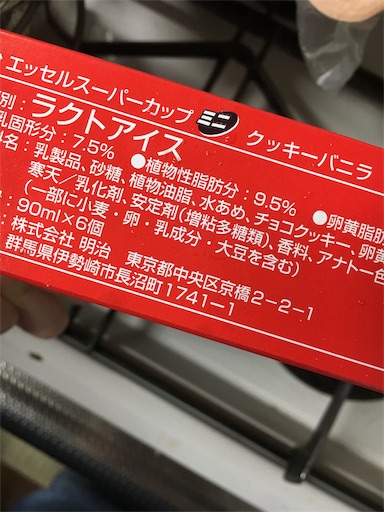 エッセルスーパーカップ ミニ クッキーバニラ
別：ラクトアイス
乳固形分：7.5% ●植物性脂肪分：9.5% ●卵黄脂肪
名：乳製品、砂糖、植物油脂、水あめ、チョコクッキー、卵黄
寒天／乳化剤、安定剤（増粘多糖類）、香料、アナトー色
（一部に小麦・卵・乳成分・大豆を含む）
：90ml×6個
：株式会社 明治 東京都中央区京橋2-2-1
群馬県伊勢崎市長沼町1741-1